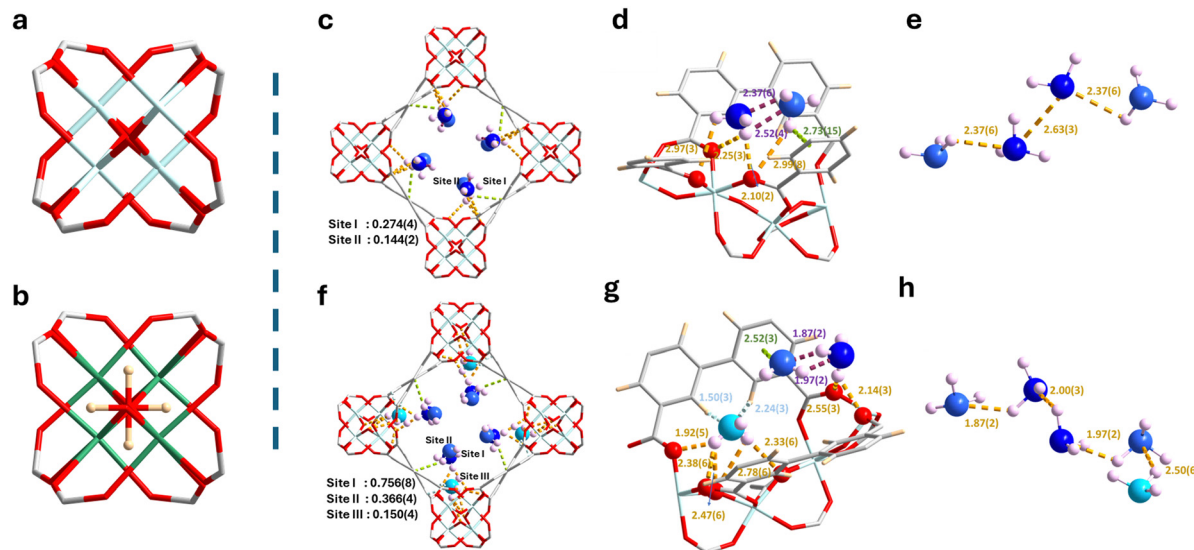 a
c
d
e
Site II
Site I
Site I : 0.274(4)
Site II : 0.144(2)
2.37(6)
2.52(4)
2.73(15)
2.97(3)
2.25(3)
2.99(8)
2.10(2)
2.37(6)
2.37(6)
2.63(3)
b
f
g
h
Site II
Site I
Site III
Site I : 0.756(8)
Site II : 0.366(4)
Site III : 0.150(4)
2.52(3)
1.87(2)
1.97(2)
2.14(3)
1.50(3)
2.24(3)
2.55(3)
1.92(5)
2.33(6)
2.38(6)
2.78(6)
2.47(6)
2.00(3)
1.87(2)
1.97(2)
2.50(6